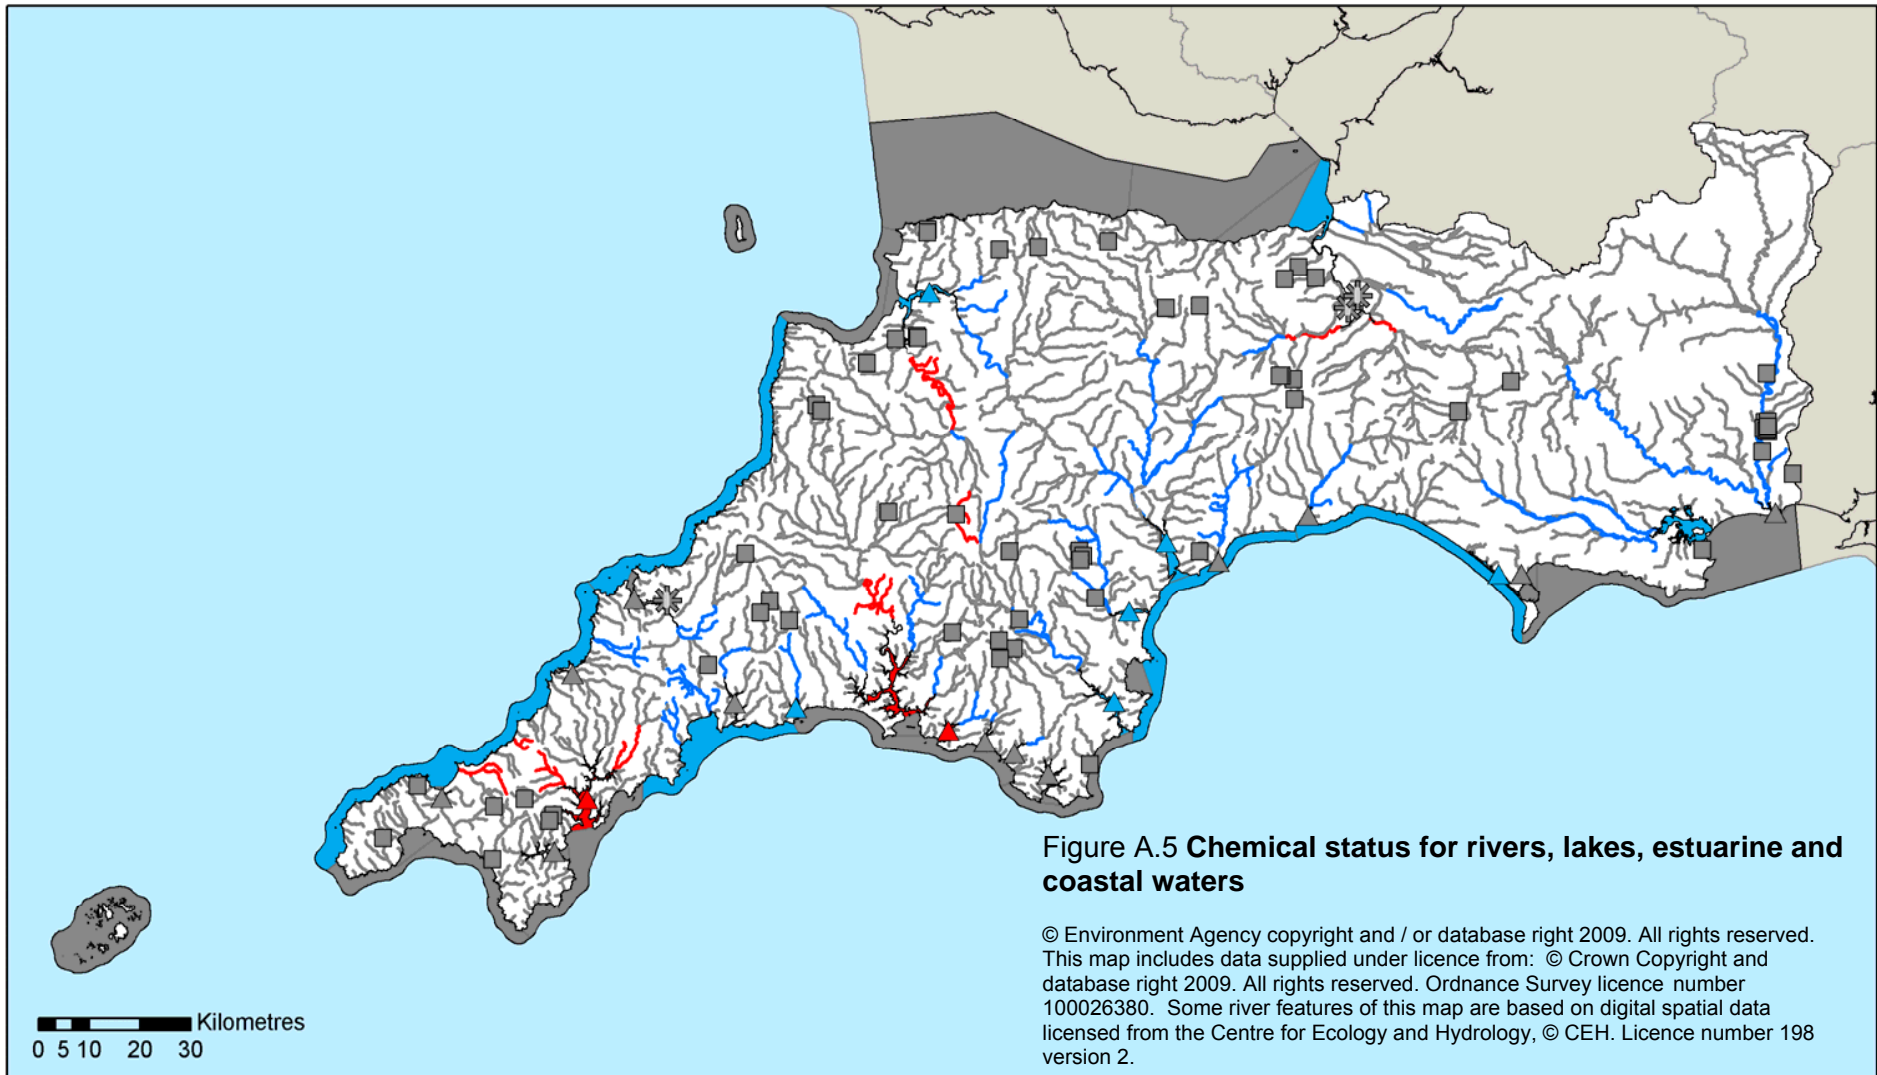 Figure A.5 Chemical status for rivers, lakes, estuarine and
coastal waters
© Environment Agency copyright and / or database right 2009. All rights reserved.
This map includes data supplied under licence from: © Crown Copyright and
database right 2009. All rights reserved. Ordnance Survey licence number
100026380. Some river features of this map are based on digital spatial data
licensed from the Centre for Ecology and Hydrology, © CEH. Licence number 198
version 2.
Kilometres
0 5 10 20 30